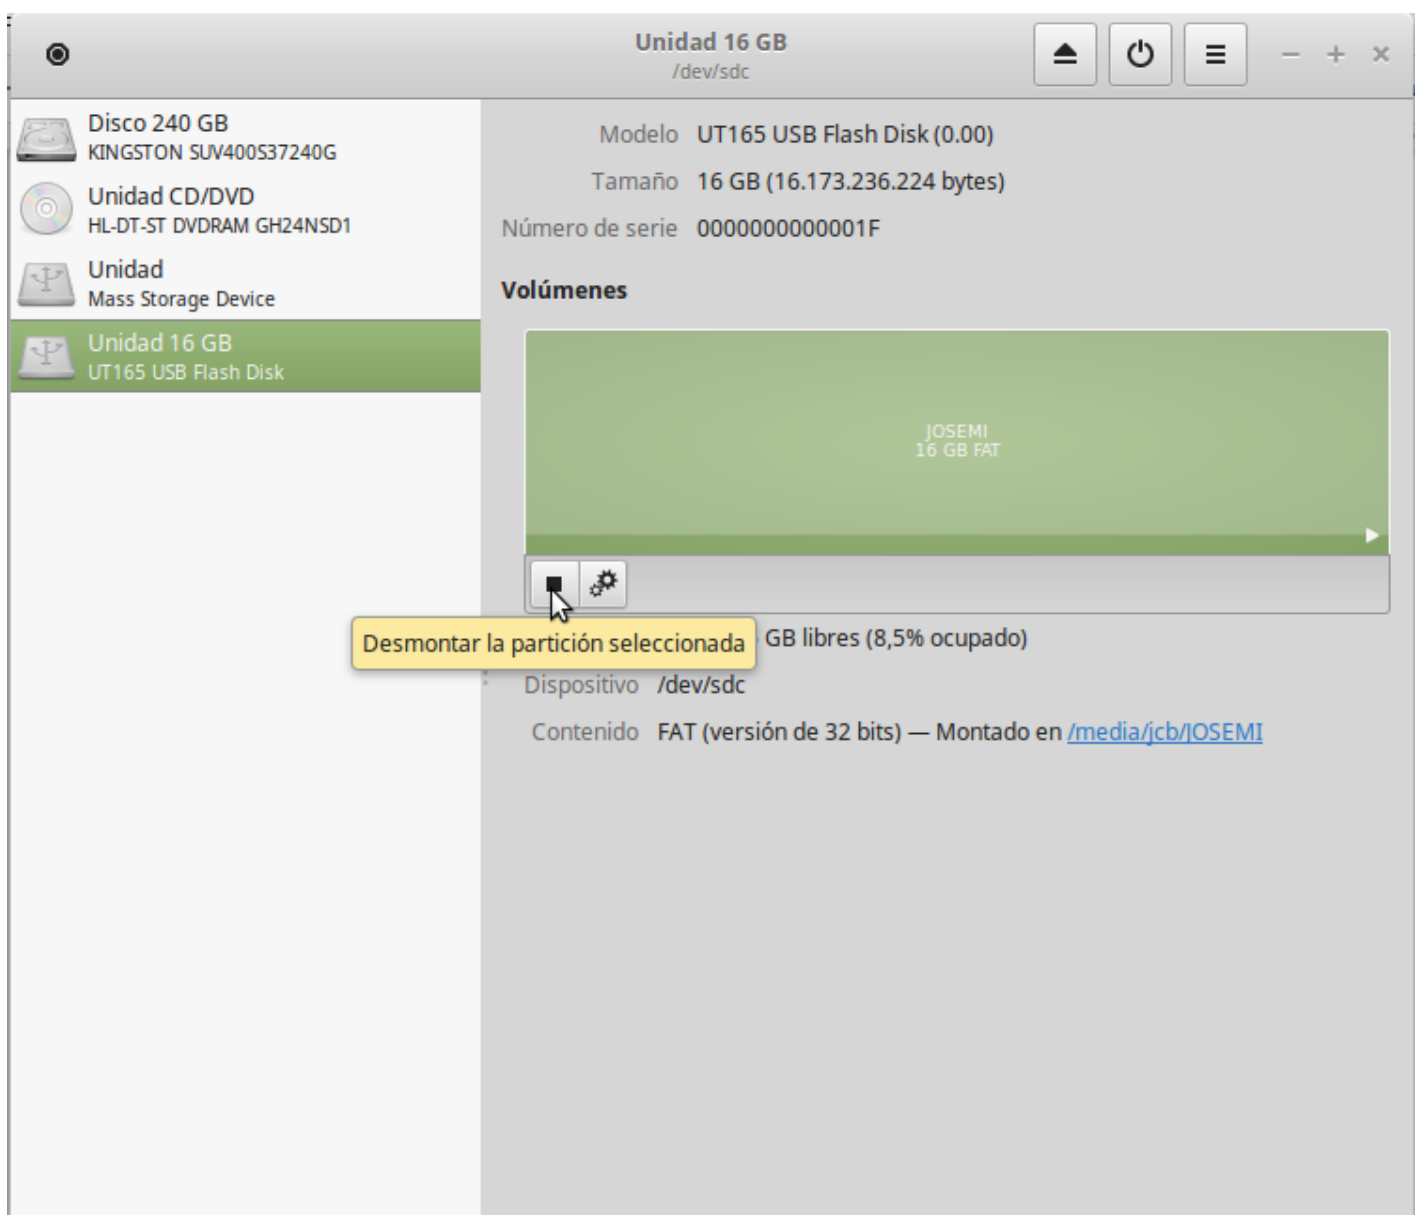 Unidad 16 GB
/dev/sdc
Disco 240 GB
KINGSTON SUV400S37240G
Unidad CD/DVD
HL-DT-ST DVDRAM GH24NSD1
Unidad
Mass Storage Device
Unidad 16 GB
UT165 USB Flash Disk
Modelo UT165 USB Flash Disk (0.00)
Tamaño 16 GB (16.173.236.224 bytes)
Número de serie 0000000000001F
Volúmenes
JOSEMI
16 GB FAT
Desmontar la partición seleccionada
GB libres (8,5% ocupado)
Dispositivo /dev/sdc
Contenido FAT (versión de 32 bits) — Montado en /media/jcb/JOSEMI